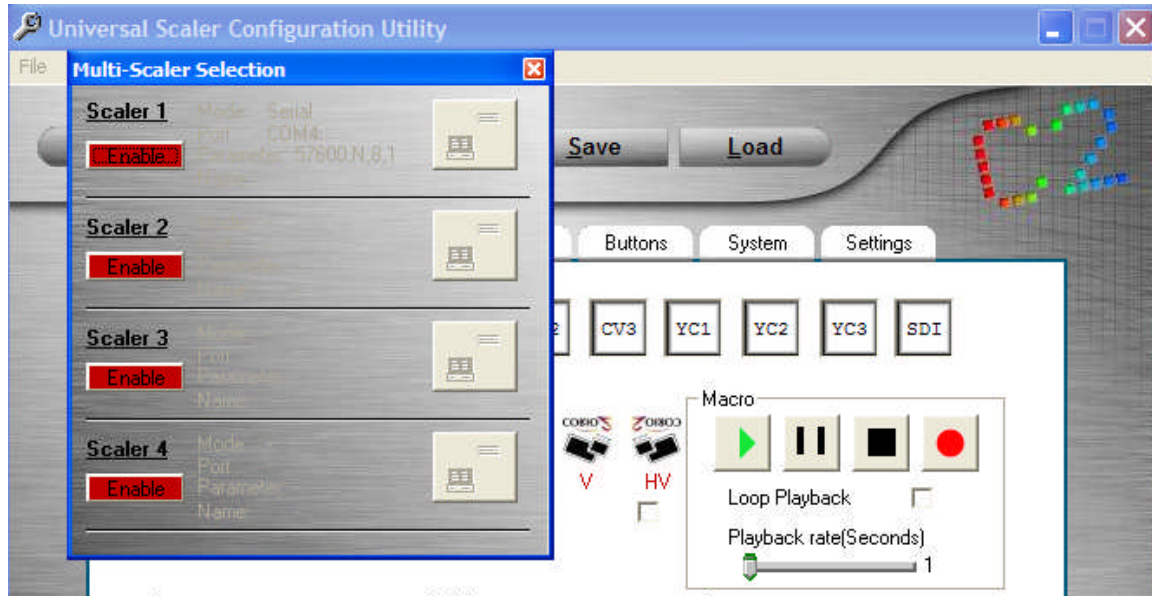 Universal Scaler Configuration Utility
File
Multi-Scaler Selection
Scaler 1
Mode Serial
Port COM4:
Parameter 57600,N,8,1
Name
Enable
Scaler 2
Enable
Name
Scaler 3
Mode
Port
Parameter
Name
Enable
Scaler 4
Mode -
Port
Parameter
Name
Enable
Save
Load
Buttons
System
Settings
CV3
YC1
YC2
YC3
SDI
V
HV
Macro
Loop Playback
Playback rate(Seconds)
1